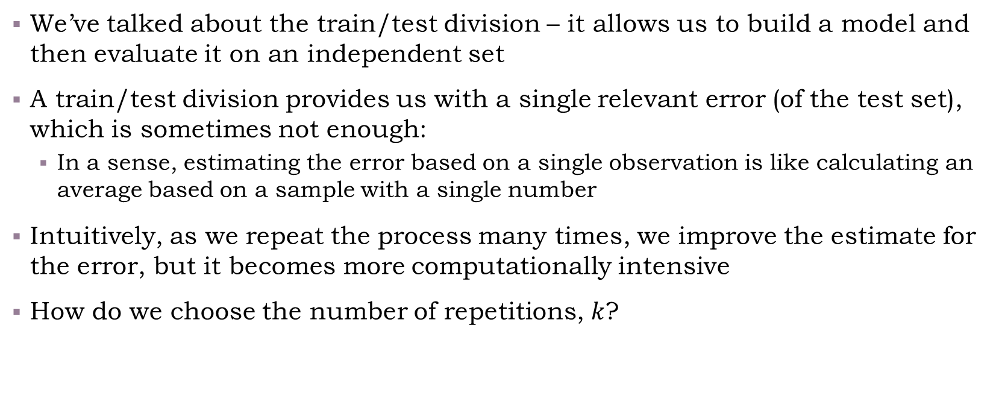 ▪ We’ve talked about the train/test division – it allows us to build a model and
then evaluate it on an independent set
▪ A train/test division provides us with a single relevant error (of the test set),
which is sometimes not enough:
▪ In a sense, estimating the error based on a single observation is like calculating an
average based on a sample with a single number
▪ Intuitively, as we repeat the process many times, we improve the estimate for
the error, but it becomes more computationally intensive
▪ How do we choose the number of repetitions, k?